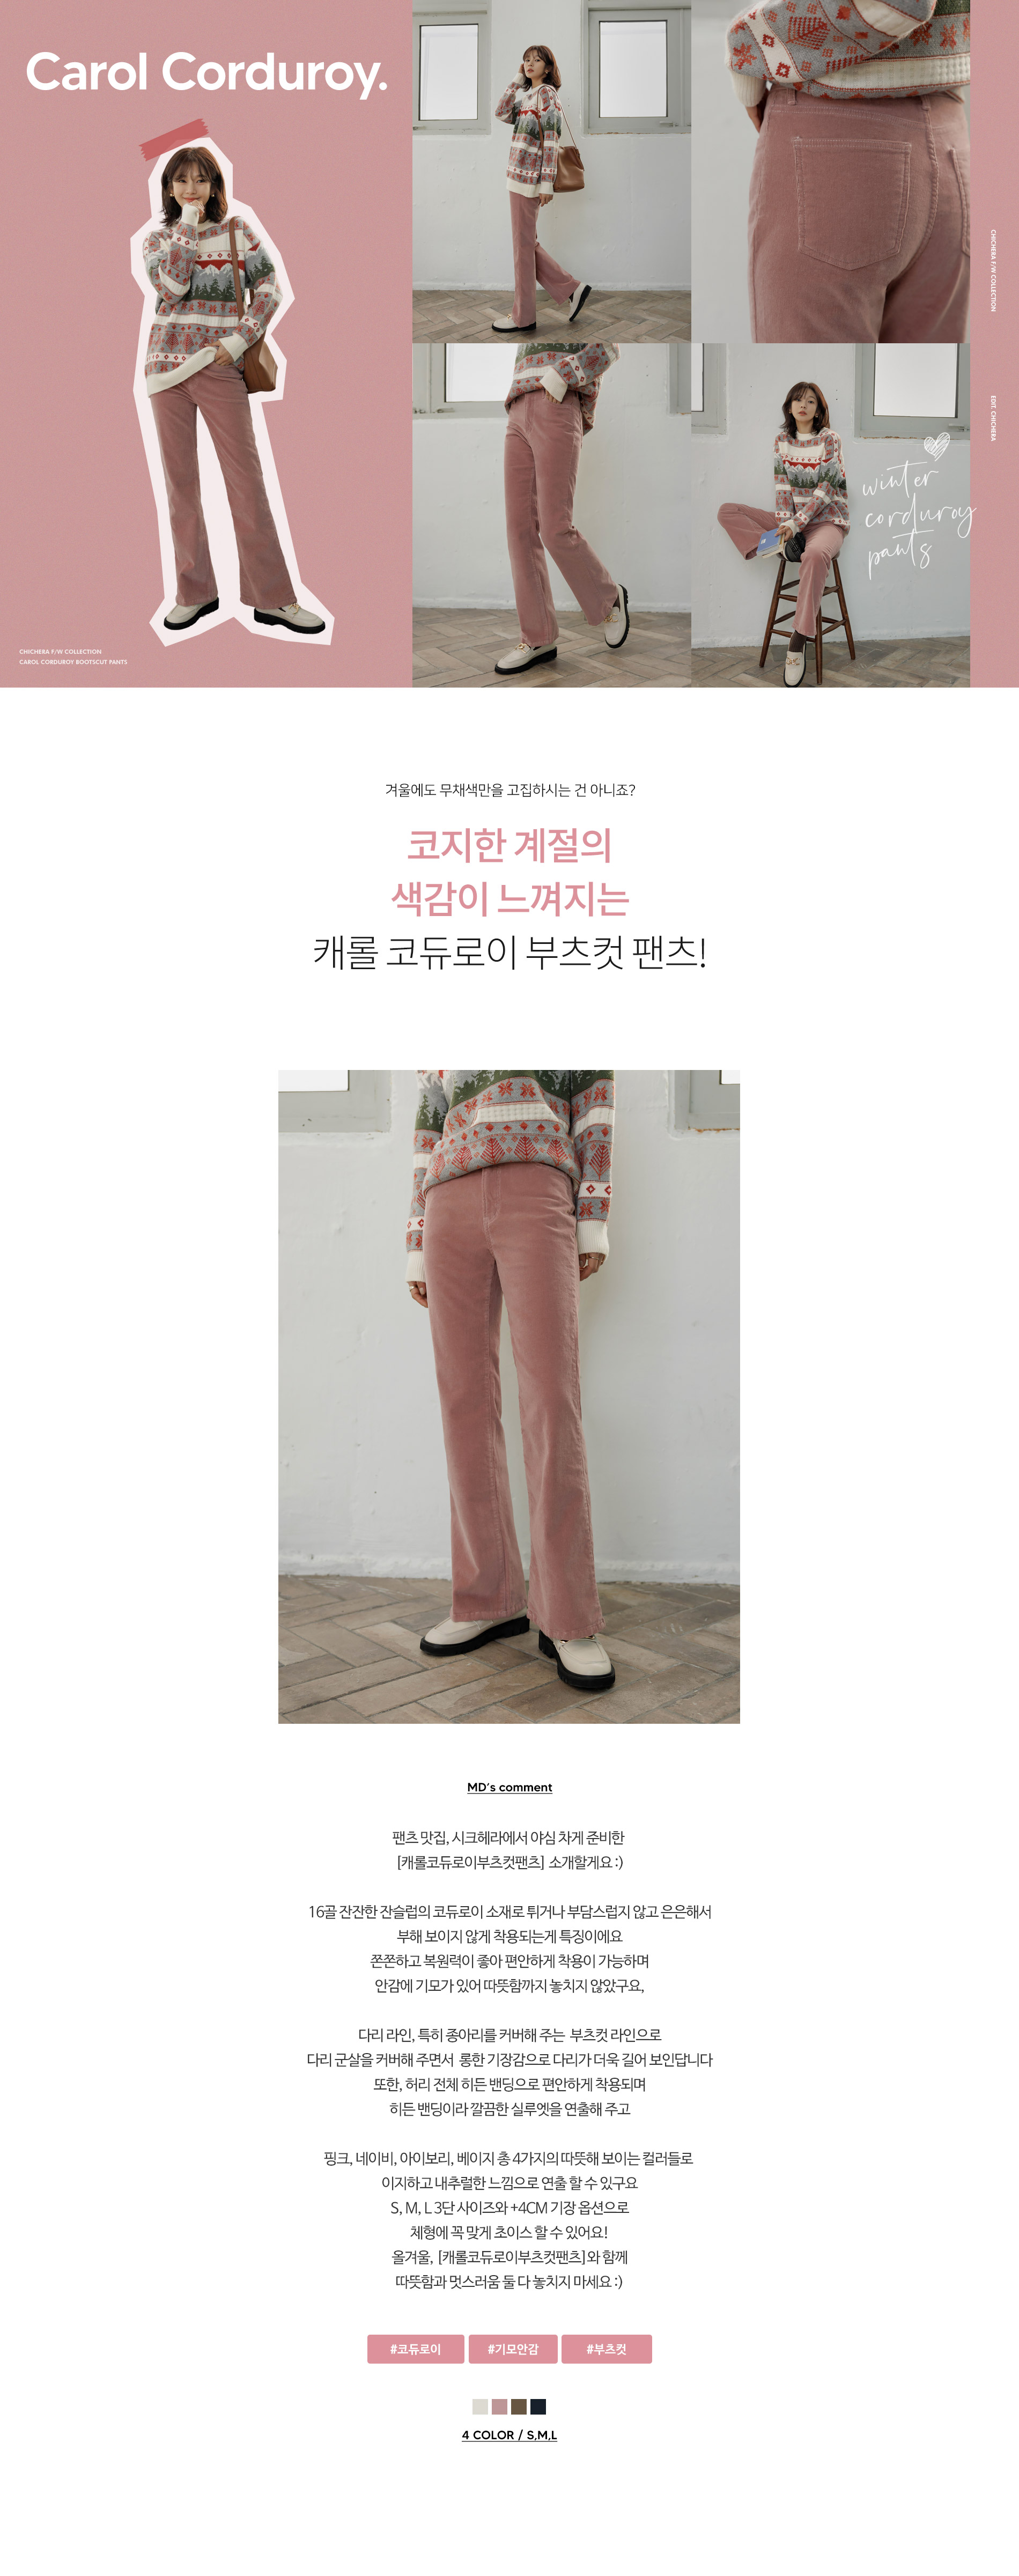 Carol Corduroy.
CHICHERA F/W COLLECTION
CAROL CORDUROY BOOTSCUT PANTS
CHICHERA F/W COLLECTION
EDIT. CHICHERA
winter
corduroy
pants
겨울에도 무채색만을 고집하시는 건 아니죠?
코지한 계절의
색감이 느껴지는
캐롤 코듀로이 부츠컷 팬츠!
MD's comment
팬츠 맛집, 시크헤라에서 야심 차게 준비한
[캐롤코듀로이부츠컷팬츠] 소개할게요 :)
16골 잔잔한 잔슬럽의 코듀로이 소재로 튀거나 부담스럽지 않고 은은해서
부해 보이지 않게 착용되는게 특징이에요
쫀쫀하고 복원력이 좋아 편안하게 착용이 가능하며
안감에 기모가 있어 따뜻함까지 놓치지 않았구요,
다리 라인, 특히 종아리를 커버해 주는 부츠컷 라인으로
다리 군살을 커버해 주면서 롱한 기장감으로 다리가 더욱 길어 보인답니다
또한, 허리 전체 히든 밴딩으로 편안하게 착용되며
히든 밴딩이라 깔끔한 실루엣을 연출해 주고
핑크, 네이비, 아이보리, 베이지 총 4가지의 따뜻해 보이는 컬러들로
이지하고 내추럴한 느낌으로 연출 할 수 있구요
S, M, L 3단 사이즈와 +4CM 기장 옵션으로
체형에 꼭 맞게 초이스 할 수 있어요!
올겨울, [캐롤코듀로이부츠컷팬츠]와 함께
따뜻함과 멋스러움 둘 다 놓치지 마세요 :)
#코듀로이 #기모안감 #부츠컷
4 COLOR / S,M,L